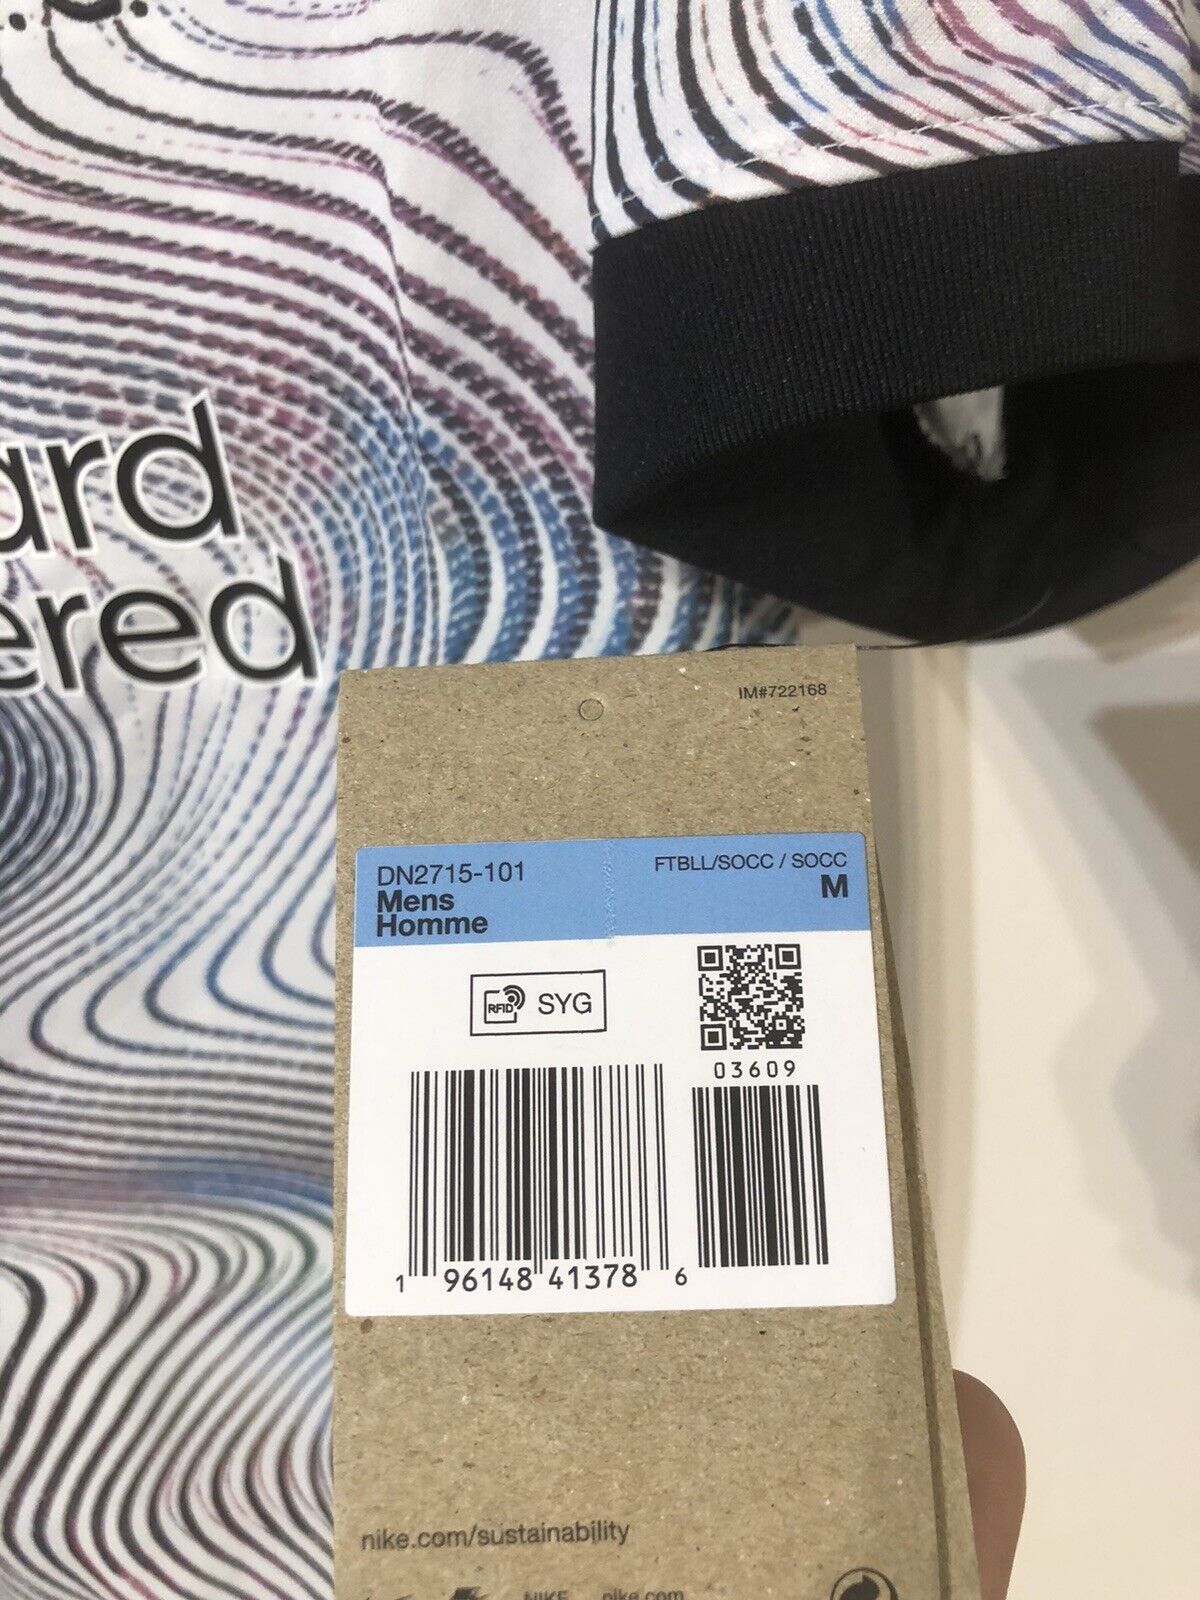 ard
ered
IM#722168
DN2715-101
FTBLL/SOCC / SOCC
Mens
M
Homme
RFID SYG
03609
1 96148 41378 6
nike.com/sustainability
NIKE nike.com